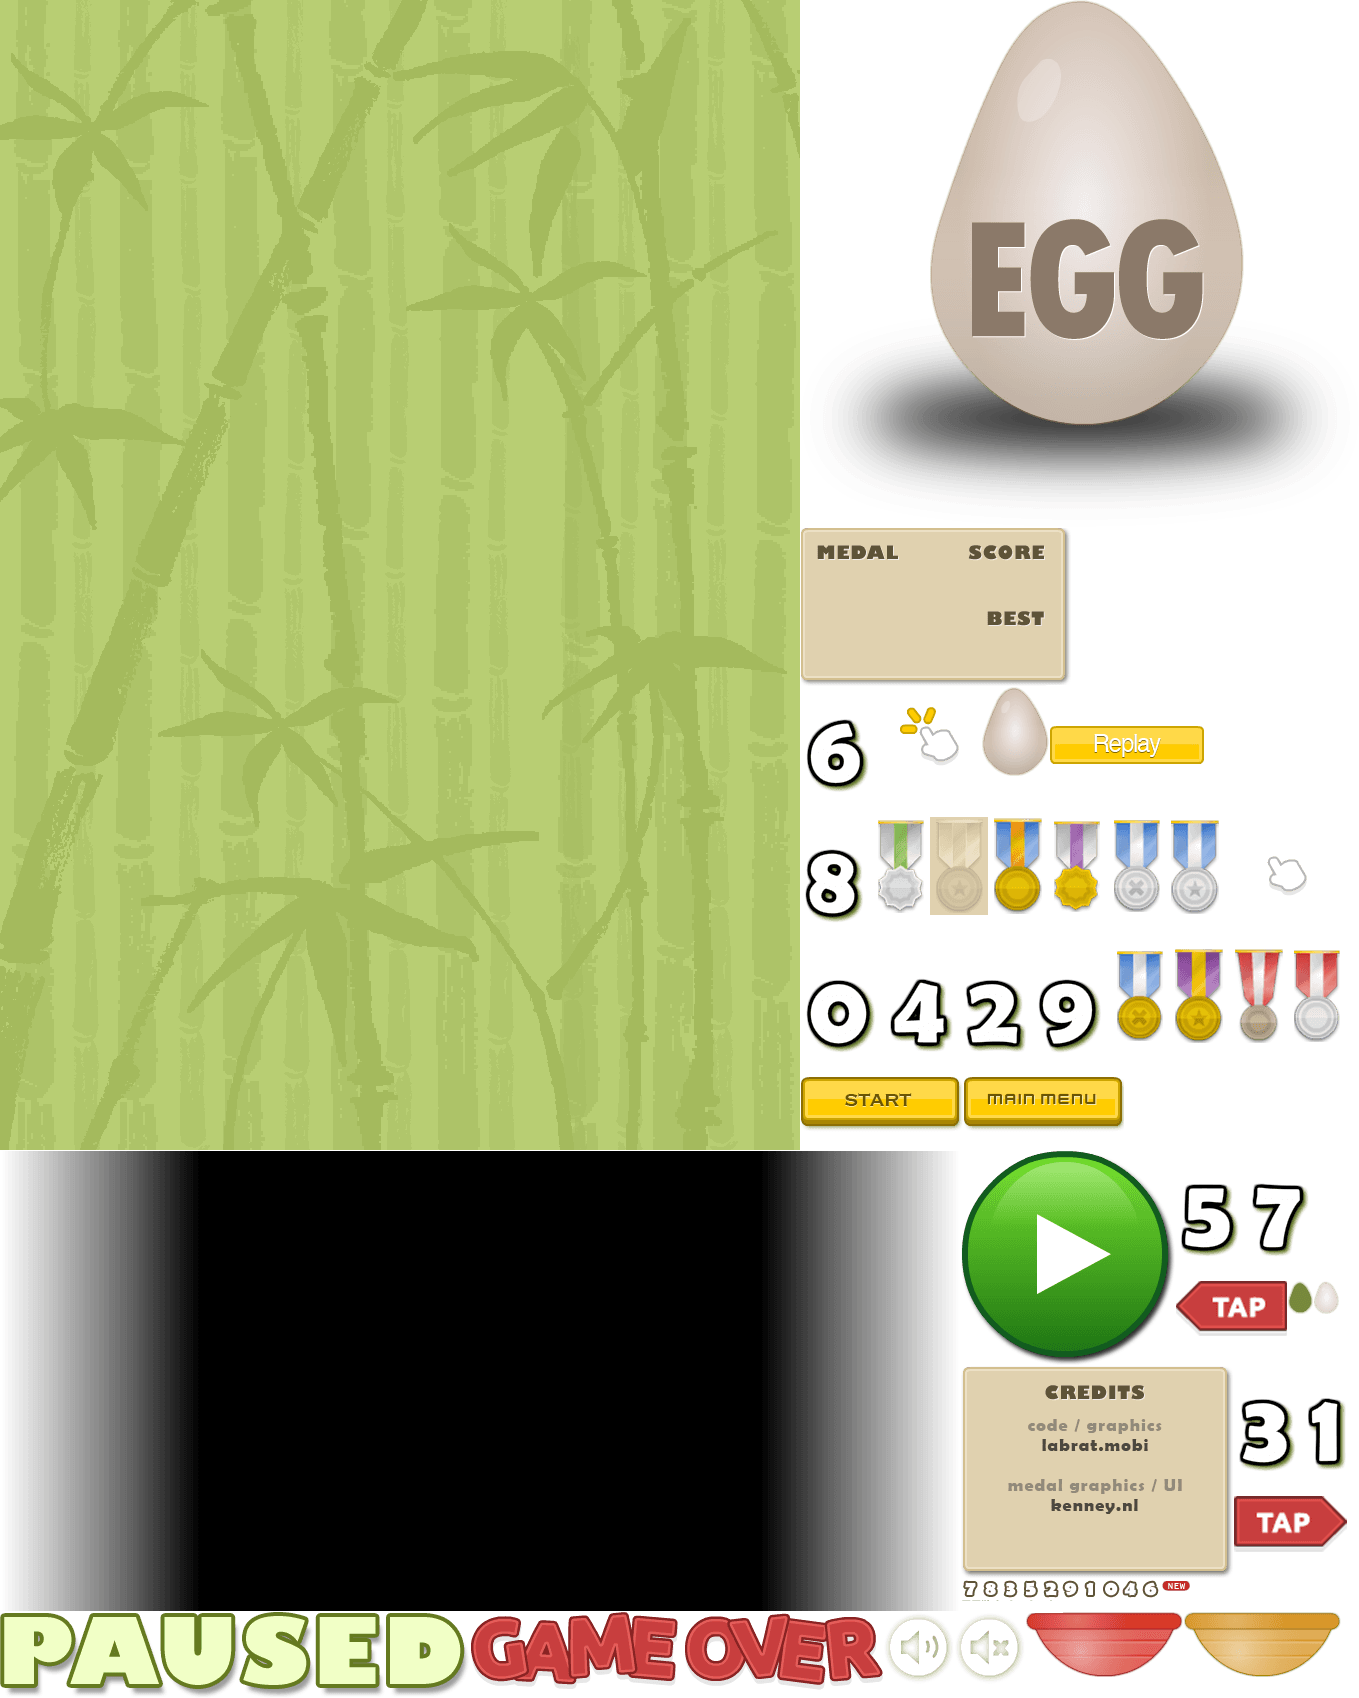 EGG
MEDAL SCORE
BEST
6
Replay
8
0 4 2 9
START MAIN MENU
5 7
TAP
CREDITS
code / graphics
labrat.mobi
medal graphics / UI
kenney.nl
3 1
TAP
7 8 3 5 2 9 1 0 4 6 NEW
PAUSED GAME OVER